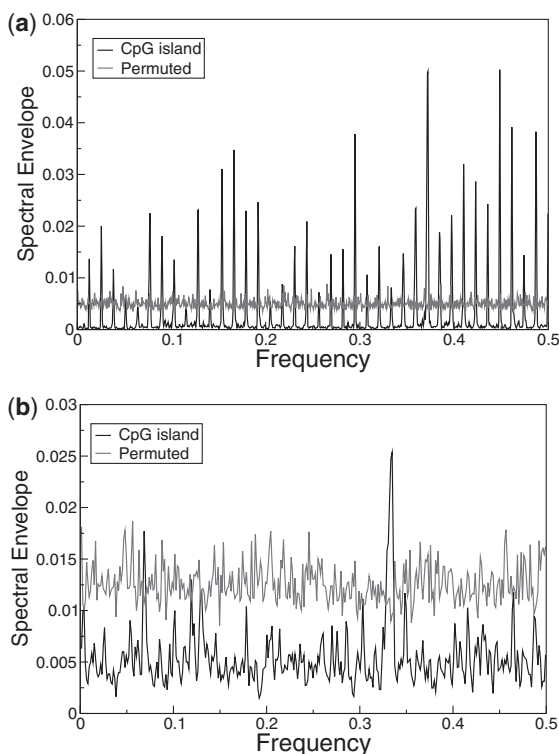 (a)
0.06
CpG island
Permuted
0.05
0.04
0.03
0.02
0.01
0
Spectral Envelope
0 0.1 0.2 0.3 0.4 0.5
Frequency
(b)
0.03
CpG island
Permuted
0.025
0.02
0.015
0.01
0.005
0
Spectral Envelope
0 0.1 0.2 0.3 0.4 0.5
Frequency